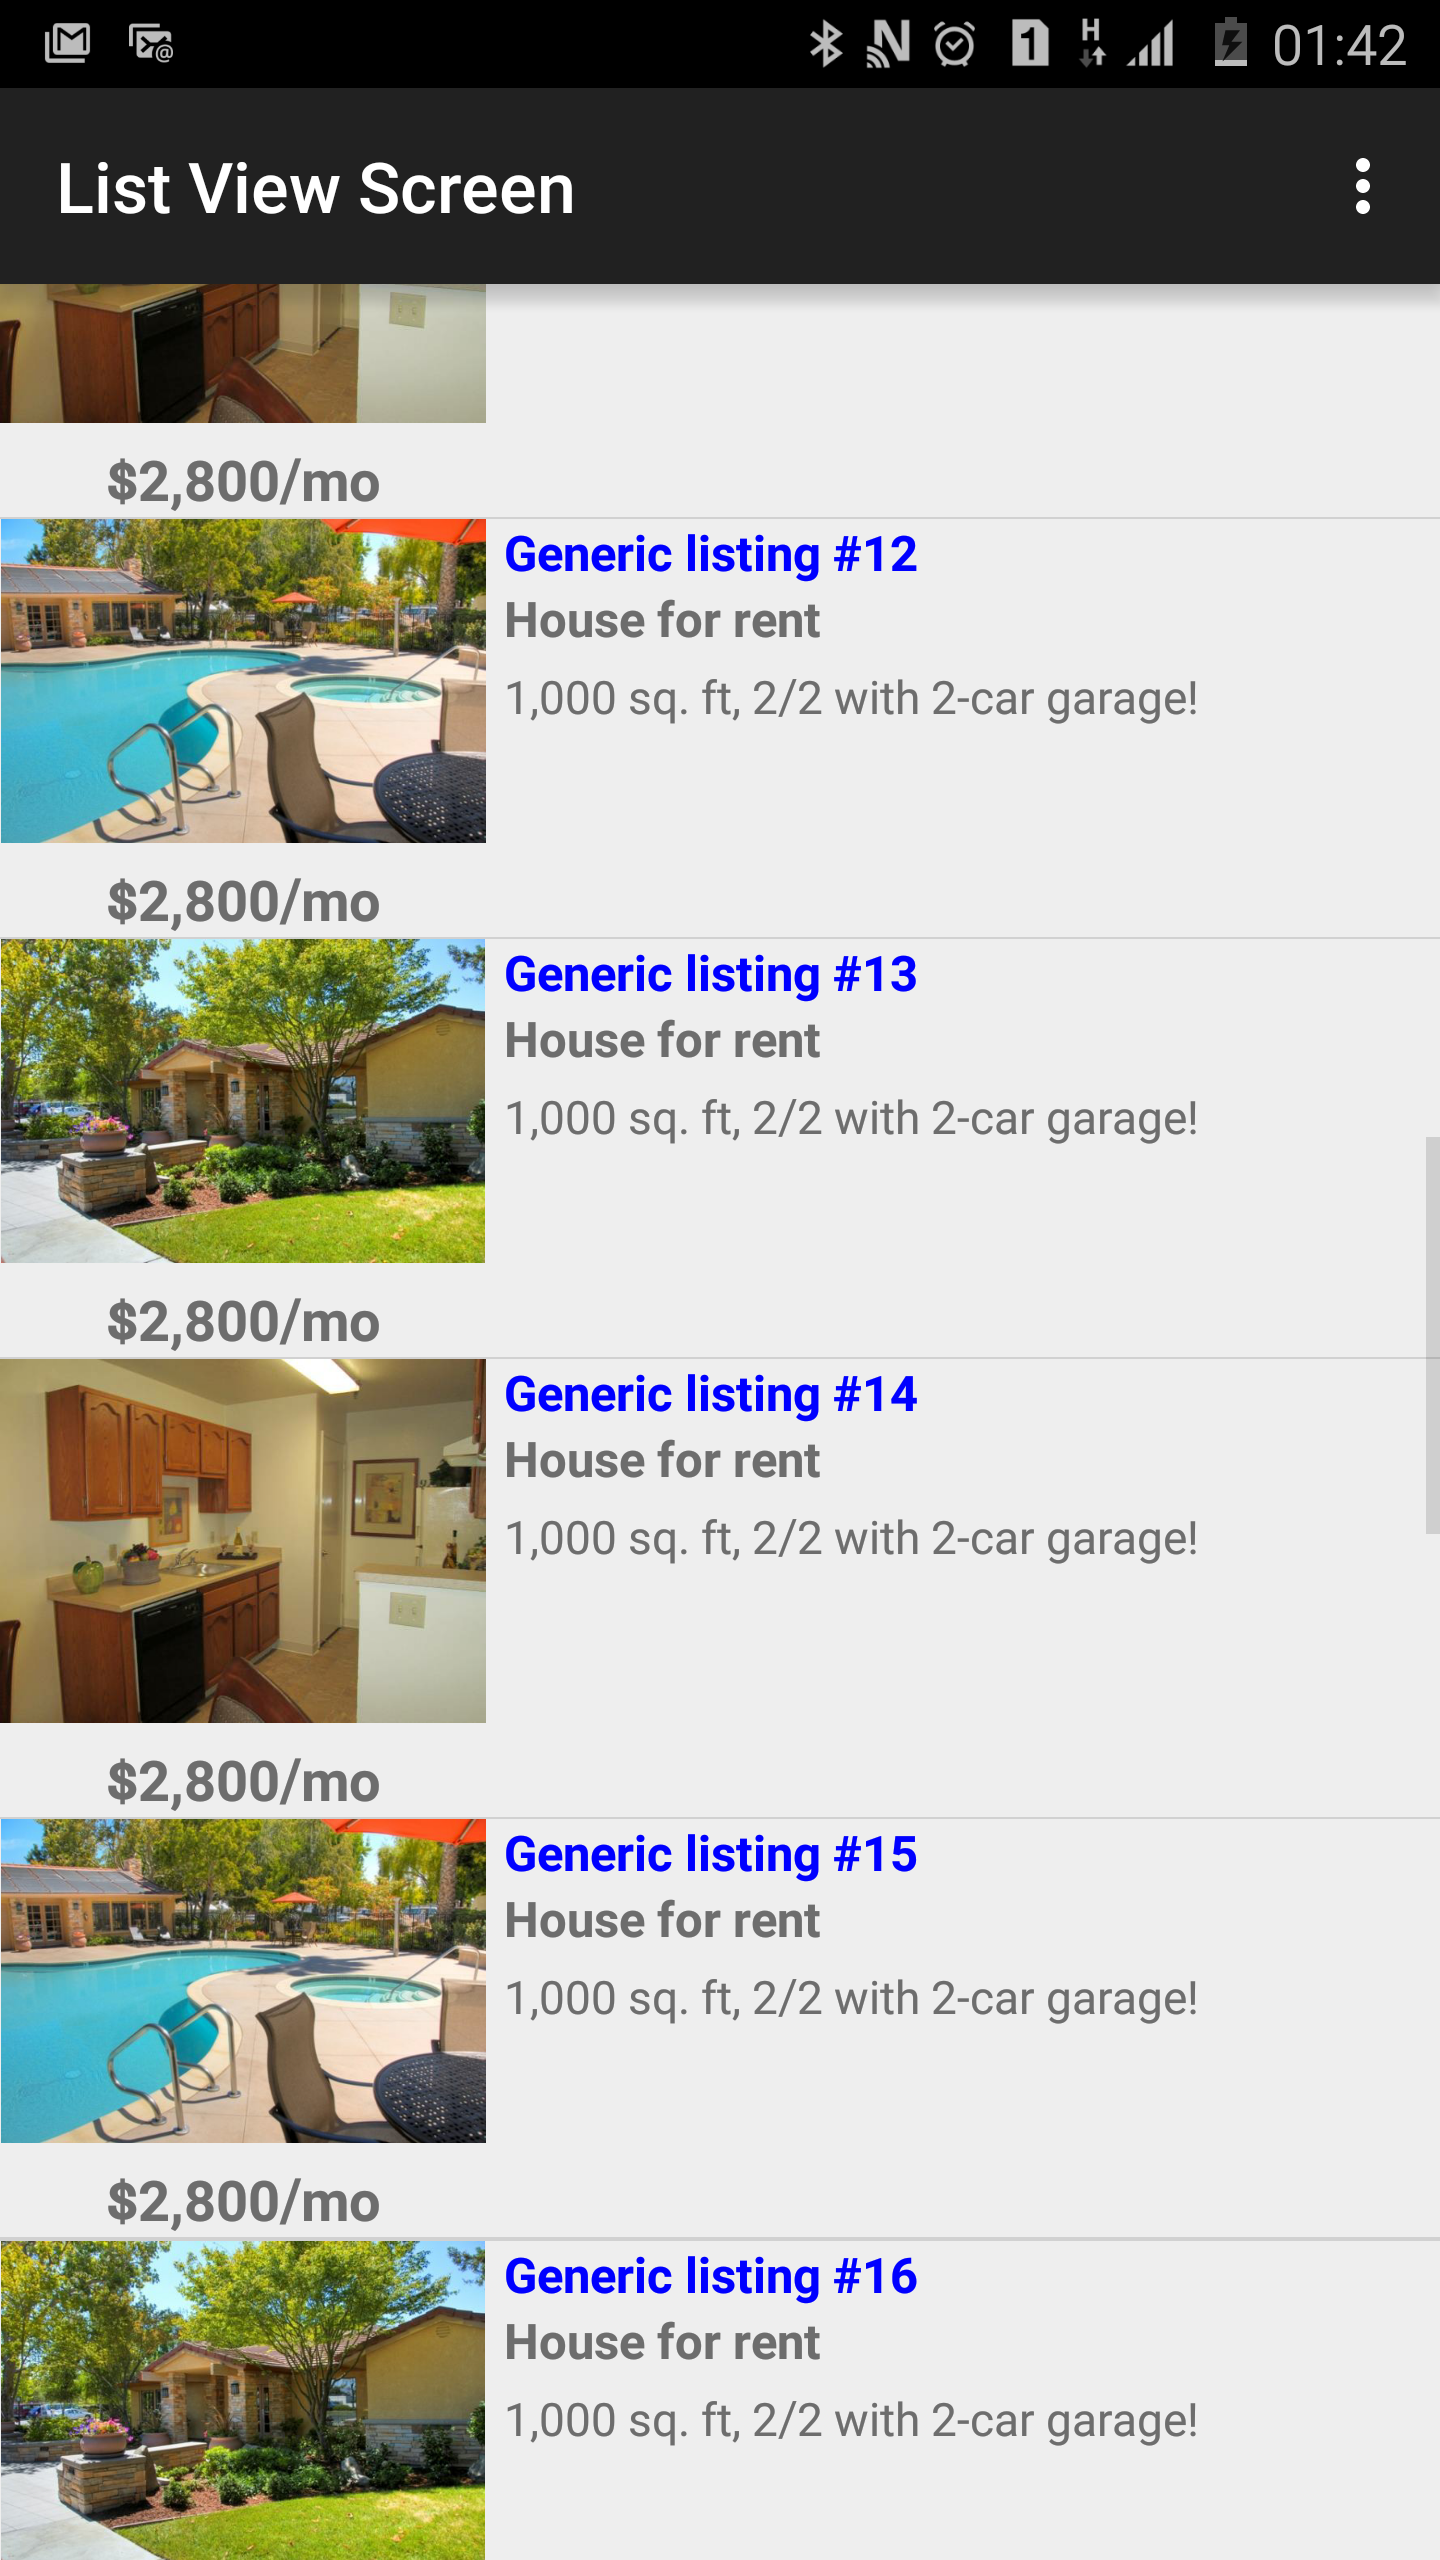 01:42
List View Screen
$2,800/mo
Generic listing #12
House for rent
1,000 sq. ft, 2/2 with 2-car garage!
$2,800/mo
Generic listing #13
House for rent
1,000 sq. ft, 2/2 with 2-car garage!
$2,800/mo
Generic listing #14
House for rent
1,000 sq. ft, 2/2 with 2-car garage!
$2,800/mo
Generic listing #15
House for rent
1,000 sq. ft, 2/2 with 2-car garage!
$2,800/mo
Generic listing #16
House for rent
1,000 sq. ft, 2/2 with 2-car garage!